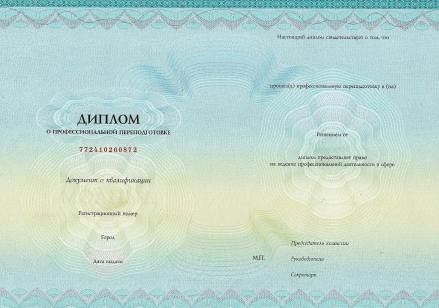 ДИПЛОМ
О ПРОФЕССИОНАЛЬНОЙ ПЕРЕПОДГОТОВКЕ
772410260872
Документ о квалификации
Регистрационный номер
Город
Дата выдачи
Настоящий диплом свидетельствует о том, что
прошел(а) профессиональную переподготовку в (на)
Решением от
диплом предоставляет право
на ведение профессиональной деятельности в сфере
Председатель комиссии
М.П.
Руководитель
Секретарь